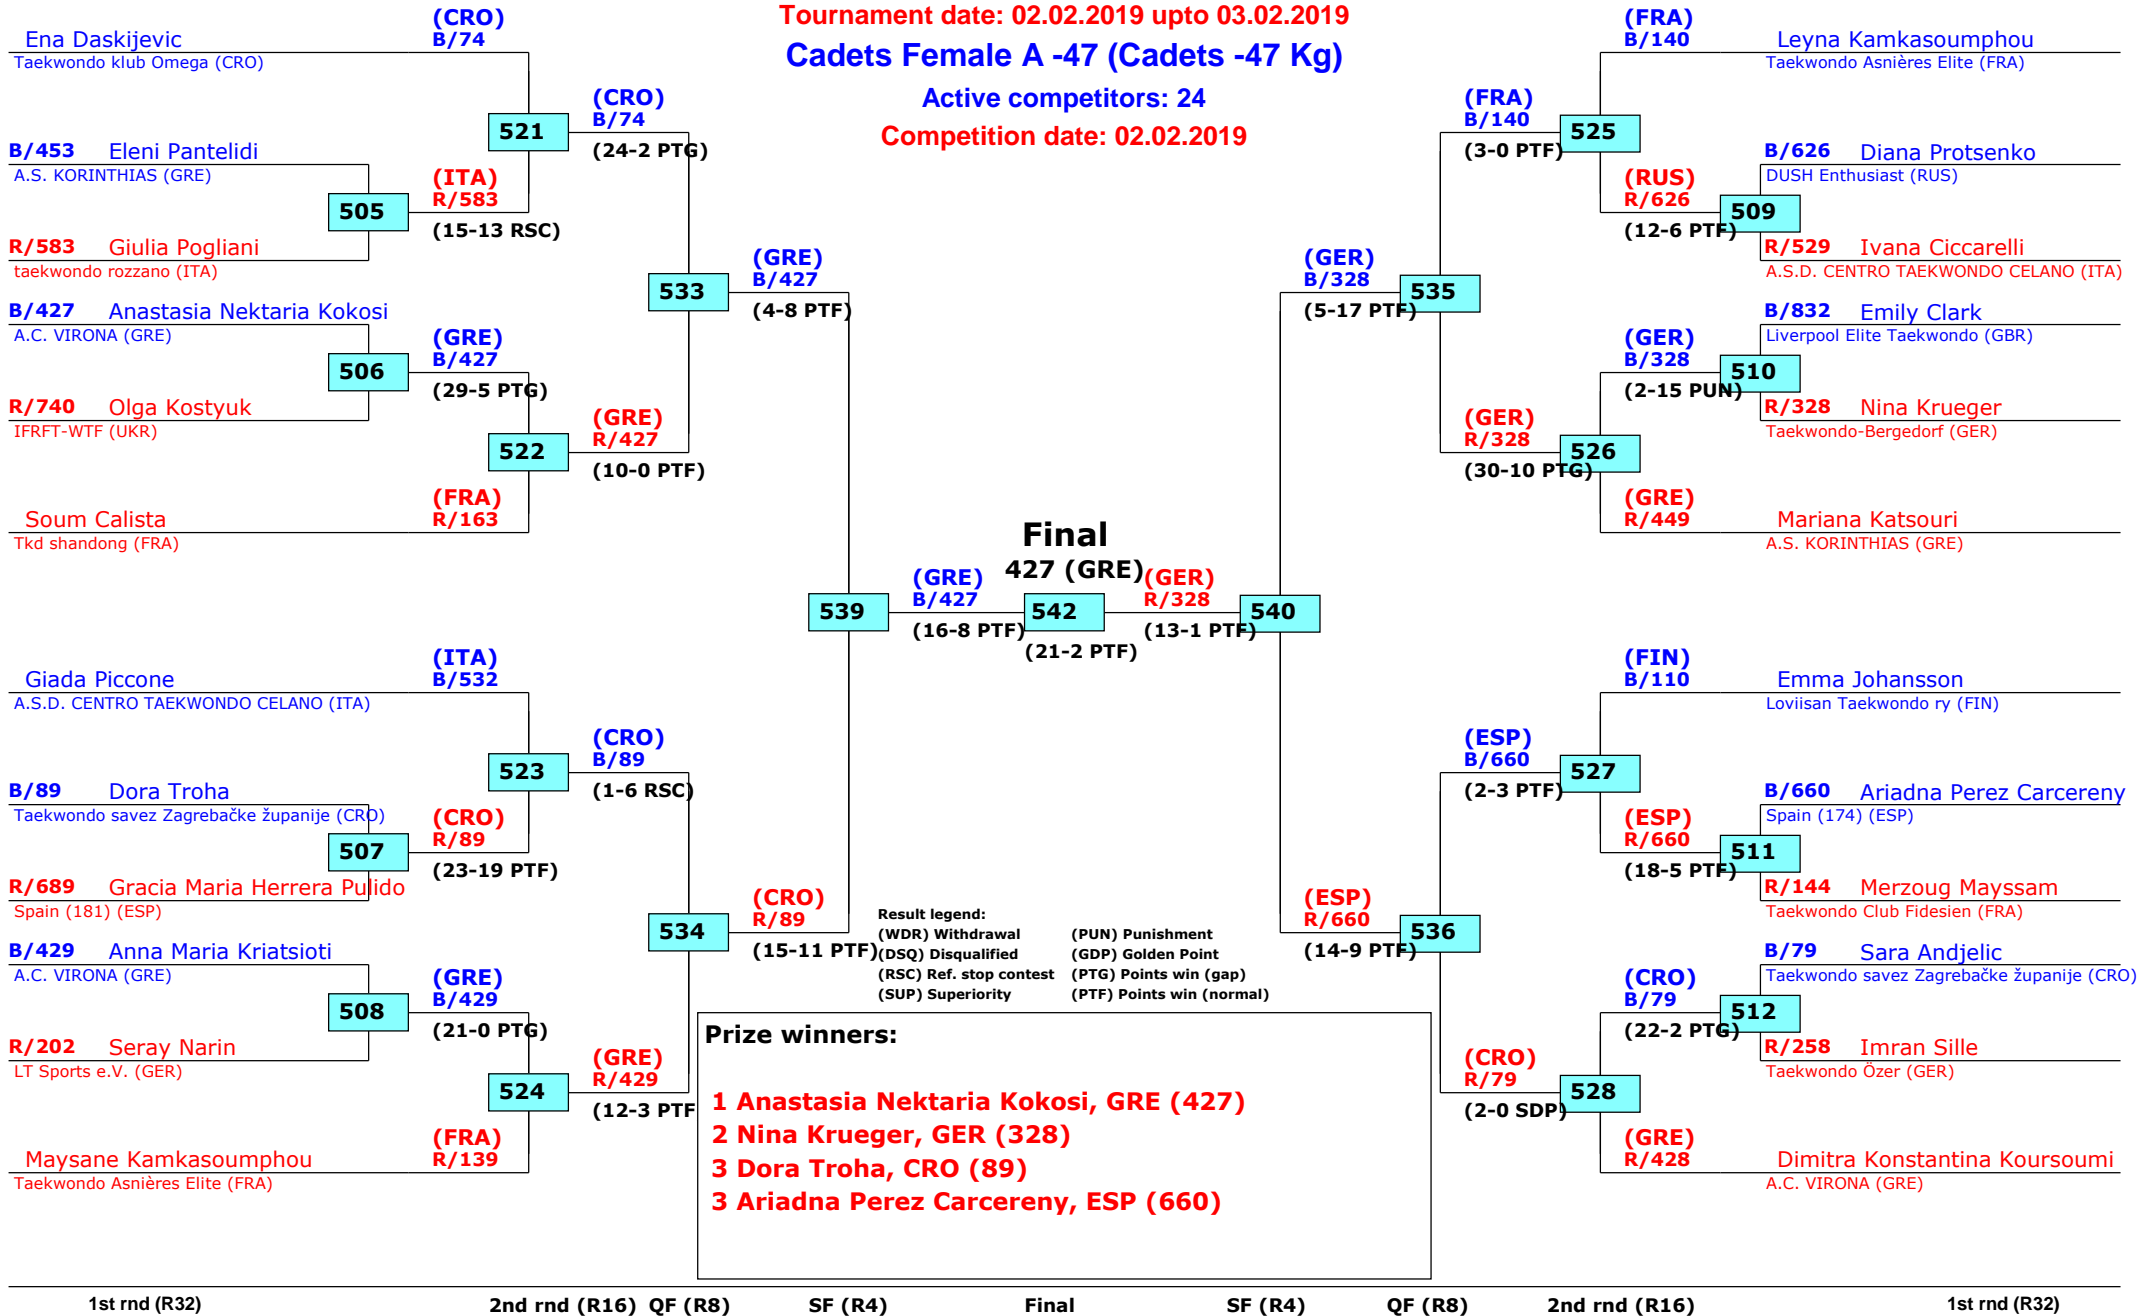 Tournament date: 02.02.2019 upto 03.02.2019
Cadets Female A -47 (Cadets -47 Kg)
Active competitors: 24
Competition date: 02.02.2019
Ena Daskijevic
Taekwondo klub Omega (CRO)
(CRO)
B/74
B/453 Eleni Pantelidi
A.S. KORINTHIAS (GRE)
505
R/583 Giulia Pogliani
taekwondo rozzano (ITA)
(ITA)
R/583
(15-13 RSC)
521
(CRO)
B/74
(24-2 PTG)
B/427 Anastasia Nektaria Kokosi
A.C. VIRONA (GRE)
506
R/740 Olga Kostyuk
IFRFT-WTF (UKR)
(GRE)
B/427
(29-5 PTG)
522
(GRE)
R/427
(10-0 PTF)
Soum Calista
Tkd shandong (FRA)
(FRA)
R/163
533
(GRE)
B/427
(4-8 PTF)
Giada Piccone
A.S.D. CENTRO TAEKWONDO CELANO (ITA)
(ITA)
B/532
B/89 Dora Troha
Taekwondo savez Zagrebačke županije (CRO)
507
R/689 Gracia Maria Herrera Pulido
Spain (181) (ESP)
(CRO)
R/89
(23-19 PTF)
523
(CRO)
B/89
(1-6 RSC)
B/429 Anna Maria Kriatsioti
A.C. VIRONA (GRE)
508
R/202 Seray Narin
LT Sports e.V. (GER)
(GRE)
B/429
(21-0 PTG)
524
(GRE)
R/429
(12-3 PTF
Maysane Kamkasoumphou
Taekwondo Asnières Elite (FRA)
(FRA)
R/139
534
(CRO)
R/89
(15-11 PTF)
539
(GRE)
B/427
(16-8 PTF)
Final
427 (GRE)
542
(21-2 PTF)
(GER)
R/328
(13-1 PTF)
540
(GER)
B/328
(5-17 PTF)
535
(FRA)
B/140
(3-0 PTF)
525
(FRA)
B/140
Leyna Kamkasoumphou
Taekwondo Asnières Elite (FRA)
(RUS)
R/626
(12-6 PTF)
509
B/626 Diana Protsenko
DUSH Enthusiast (RUS)
R/529 Ivana Ciccarelli
A.S.D. CENTRO TAEKWONDO CELANO (ITA)
(GER)
R/328
(30-10 PTG)
526
(GER)
B/328
(2-15 PUN)
510
B/832 Emily Clark
Liverpool Elite Taekwondo (GBR)
R/328 Nina Krueger
Taekwondo-Bergedorf (GER)
(GRE)
R/449
Mariana Katsouri
A.S. KORINTHIAS (GRE)
(ESP)
R/660
(14-9 PTF)
536
(ESP)
B/660
(2-3 PTF)
527
(FIN)
B/110
Emma Johansson
Loviisan Taekwondo ry (FIN)
(ESP)
R/660
(18-5 PTF)
511
B/660 Ariadna Perez Carcereny
Spain (174) (ESP)
R/144 Merzoug Mayssam
Taekwondo Club Fidesien (FRA)
(CRO)
R/79
(2-0 SDP)
528
(CRO)
B/79
(22-2 PTG)
512
B/79 Sara Andjelic
Taekwondo savez Zagrebačke županije (CRO)
R/258 Imran Sille
Taekwondo Özer (GER)
(GRE)
R/428
Dimitra Konstantina Koursoumi
A.C. VIRONA (GRE)
Result legend:
(WDR) Withdrawal (PUN) Punishment
(DSQ) Disqualified (GDP) Golden Point
(RSC) Ref. stop contest (PTG) Points win (gap)
(SUP) Superiority (PTF) Points win (normal)
Prize winners:
1 Anastasia Nektaria Kokosi, GRE (427)
2 Nina Krueger, GER (328)
3 Dora Troha, CRO (89)
3 Ariadna Perez Carcereny, ESP (660)
1st rnd (R32) 2nd rnd (R16) QF (R8) SF (R4) Final SF (R4) QF (R8) 2nd rnd (R16) 1st rnd (R32)